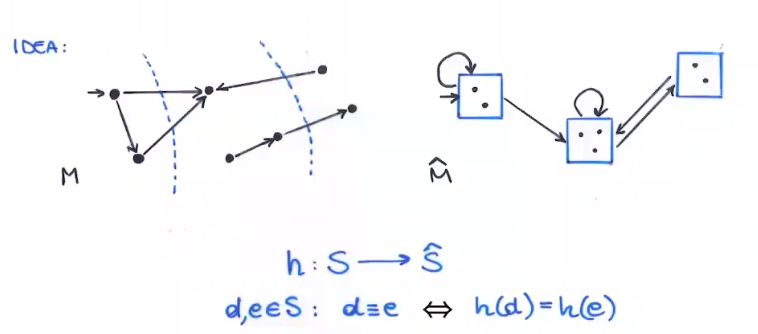 IDEA:
M
M̂
h : S ⟶ Ŝ
d,e∈S : d≡e ⇔ h(d)=h(e)